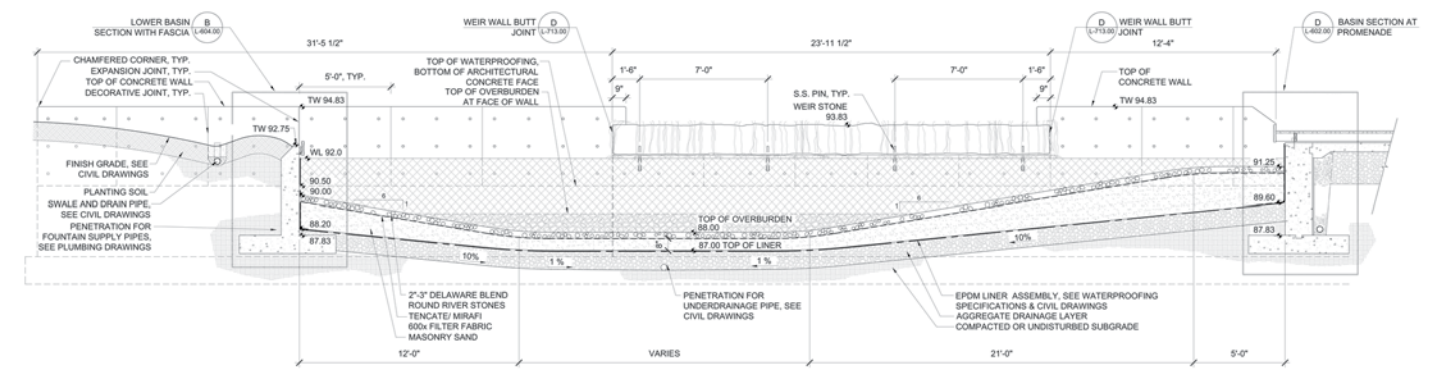 LOWER BASIN
SECTION WITH FASCIA
B
L-604.00
WEIR WALL BUTT
JOINT
D
L-713.00
D
L-713.00
WEIR WALL BUTT
JOINT
D
L-602.00
BASIN SECTION AT
PROMENADE
31'-5 1/2"
23'-11 1/2"
12'-4"
CHAMFERED CORNER, TYP.
EXPANSION JOINT, TYP.
TOP OF CONCRETE WALL
DECORATIVE JOINT, TYP.
5'-0", TYP.
TOP OF WATERPROOFING,
BOTTOM OF ARCHITECTURAL
CONCRETE FACE
TOP OF OVERBURDEN
AT FACE OF WALL
1'-6"
7'-0"
7'-0"
1'-6"
9"
9"
S.S. PIN, TYP.
WEIR STONE
93.83
TOP OF
CONCRETE WALL
TW 94.83
TW 94.83
TW 92.75
WL 92.0
FINISH GRADE, SEE
CIVIL DRAWINGS
PLANTING SOIL
SWALE AND DRAIN PIPE,
SEE CIVIL DRAWINGS
PENETRATION FOR
FOUNTAIN SUPPLY PIPES,
SEE PLUMBING DRAWINGS
90.50
90.00
88.20
87.83
6
1
6
1
91.25
89.60
87.83
TOP OF OVERBURDEN
88.00
87.00 TOP OF LINER
10%
1 %
1 %
10%
2"-3" DELAWARE BLEND
ROUND RIVER STONES
TENCATE/ MIRAFI
600x FILTER FABRIC
MASONRY SAND
PENETRATION FOR
UNDERDRAINAGE PIPE, SEE
CIVIL DRAWINGS
EPDM LINER ASSEMBLY, SEE WATERPROOFING
SPECIFICATIONS & CIVIL DRAWINGS
AGGREGATE DRAINAGE LAYER
COMPACTED OR UNDISTURBED SUBGRADE
12'-0"
VARIES
21'-0"
5'-0"